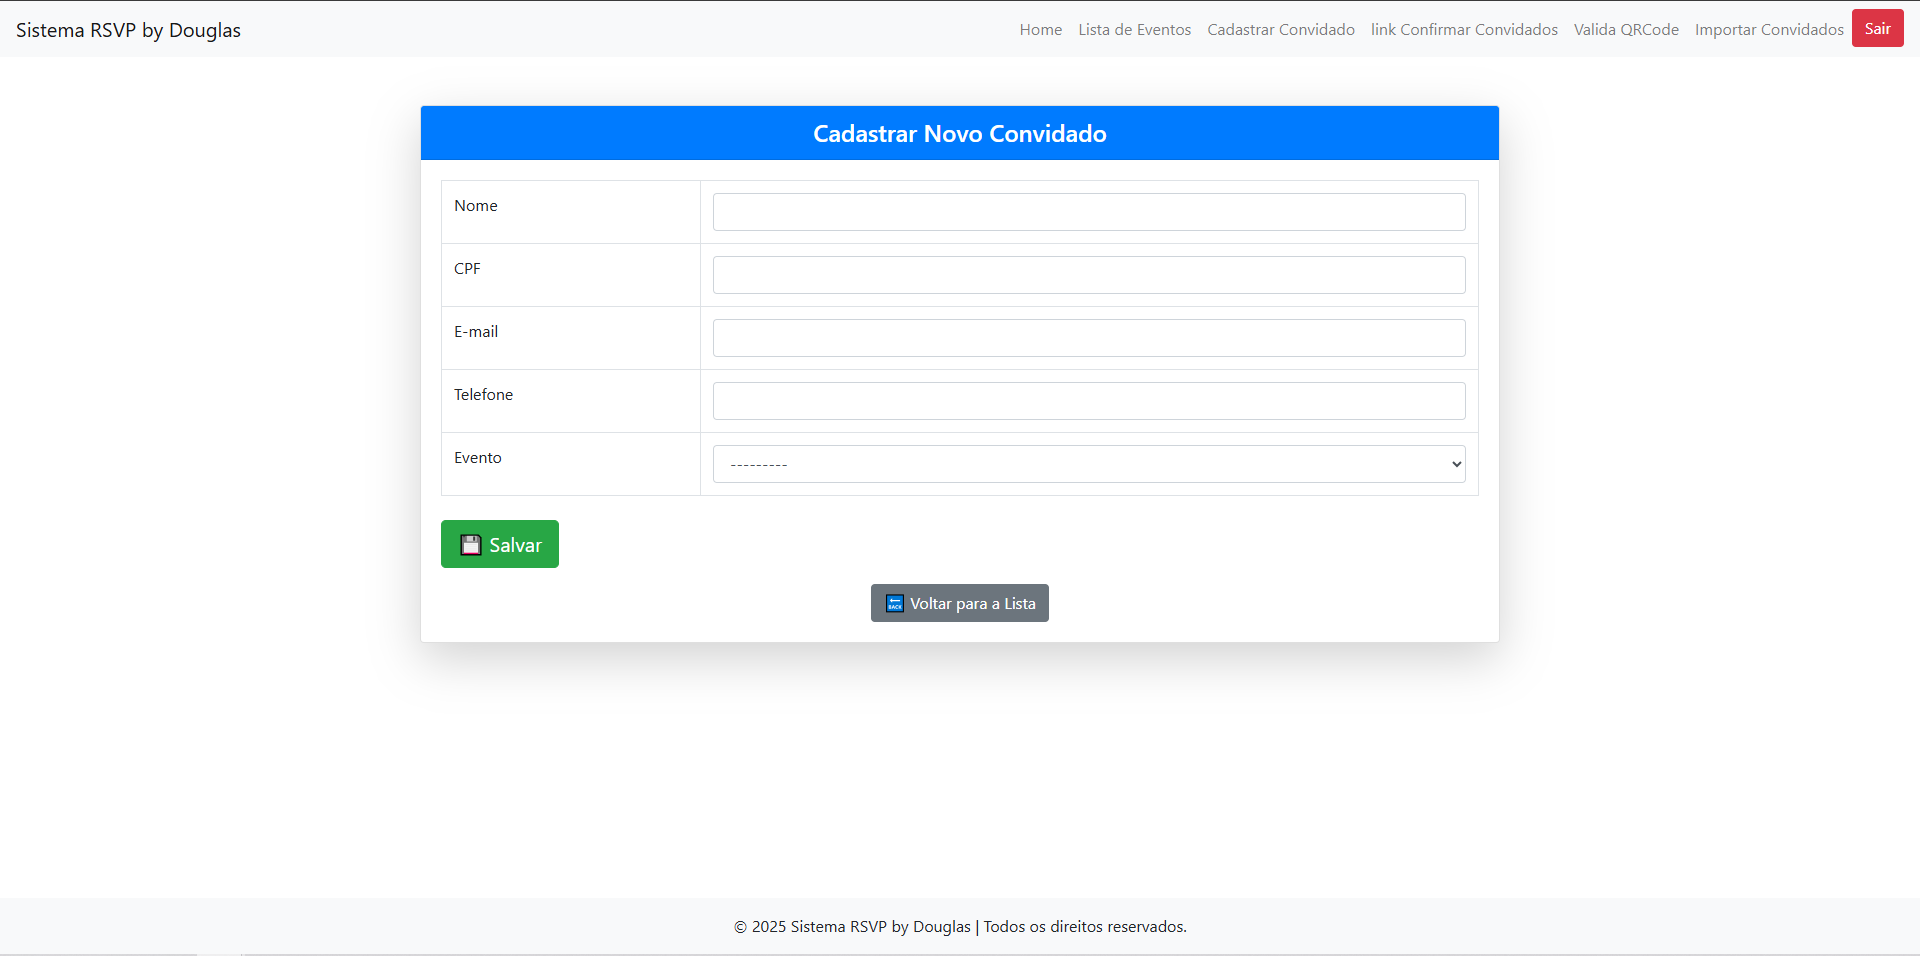 Sistema RSVP by Douglas
Home Lista de Eventos Cadastrar Convidado link Confirmar Convidados Valida QRCode Importar Convidados Sair
Cadastrar Novo Convidado
Nome
CPF
E-mail
Telefone
Evento
---------
Salvar
BACK Voltar para a Lista
© 2025 Sistema RSVP by Douglas | Todos os direitos reservados.